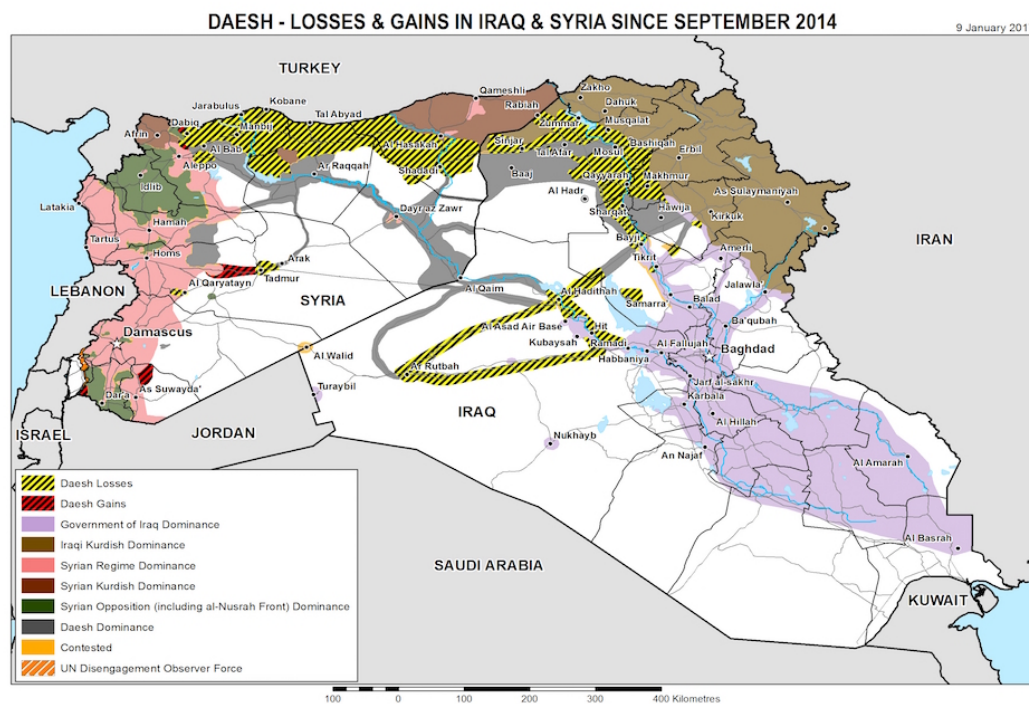 DAESH - LOSSES & GAINS IN IRAQ & SYRIA SINCE SEPTEMBER 2014
9 January 201
TURKEY
Zakho
Qameshli
Dahuk
Kobane
Jarabulus
Rabiah
Tal Abyad
Musqalat
Dabiq
Zummar
Manbij
Afrin
Bashiqah
Sinjar
Al Hasakah
Al Bab
Tal Afar
Mosul
Erbil
Aleppo
Ar Raqqah
Shadadi
Baaj
Qayyarah
Makhmur
Idlib
Al Hadr
As Sulaymaniyah
Latakia
Sharqat
Hawija
Dayr az Zawr
Kirkuk
Hamah
Tartus
Bayji
IRAN
Amerli
Homs
Arak
Tikrit
Tadmur
LEBANON
Al Qaim
Jalawla
Al Qaryatayn
SYRIA
Al Hadithah
Samarra
Balad
Al Asad Air Base
Hit
Ba'qubah
Damascus
Kubaysah
Ramadi
Al Fallujah
Baghdad
Al Walid
Habbaniya
Ar Rutbah
Jarf al-sakhr
As Suwayda'
Turaybil
Dar'a
Karbala
IRAQ
Al Hillah
ISRAEL
JORDAN
Nukhayb
An Najaf
Al Amarah
Daesh Losses
Daesh Gains
Government of Iraq Dominance
Al Basrah
Iraqi Kurdish Dominance
Syrian Regime Dominance
SAUDI ARABIA
Syrian Kurdish Dominance
KUWAIT
Syrian Opposition (including al-Nusrah Front) Dominance
Daesh Dominance
Contested
UN Disengagement Observer Force
100 0 100 200 300 400 Kilometres